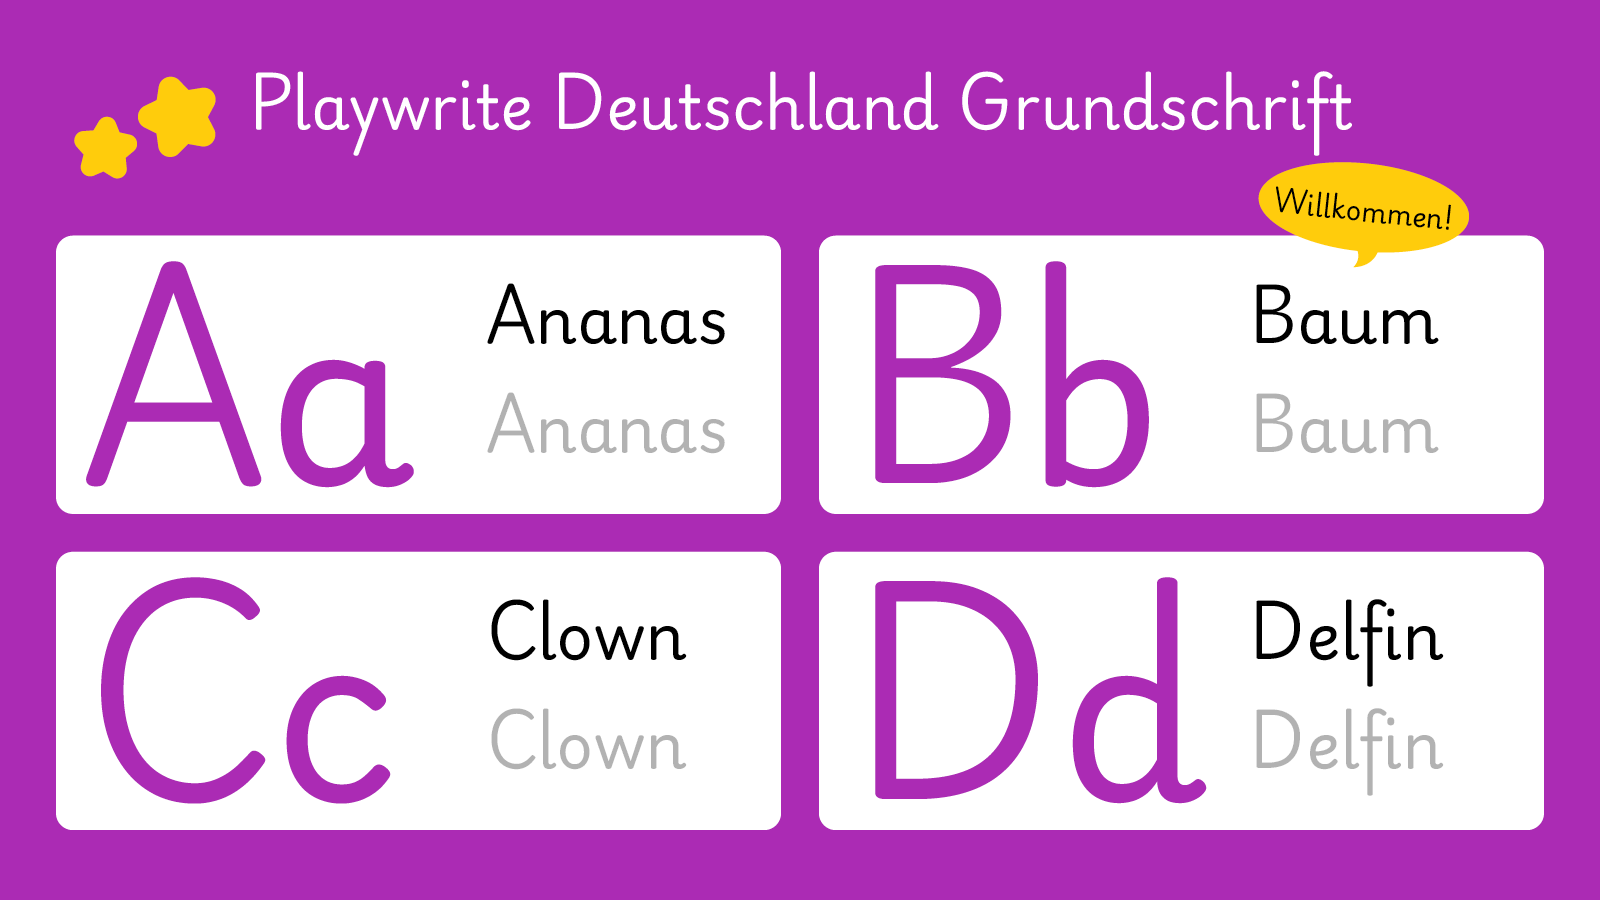 Playwrite Deutschland Grundschrift
Willkommen!
Aa
Ananas
Ananas
Bb
Baum
Baum
Cc
Clown
Clown
Dd
Delfin
Delfin